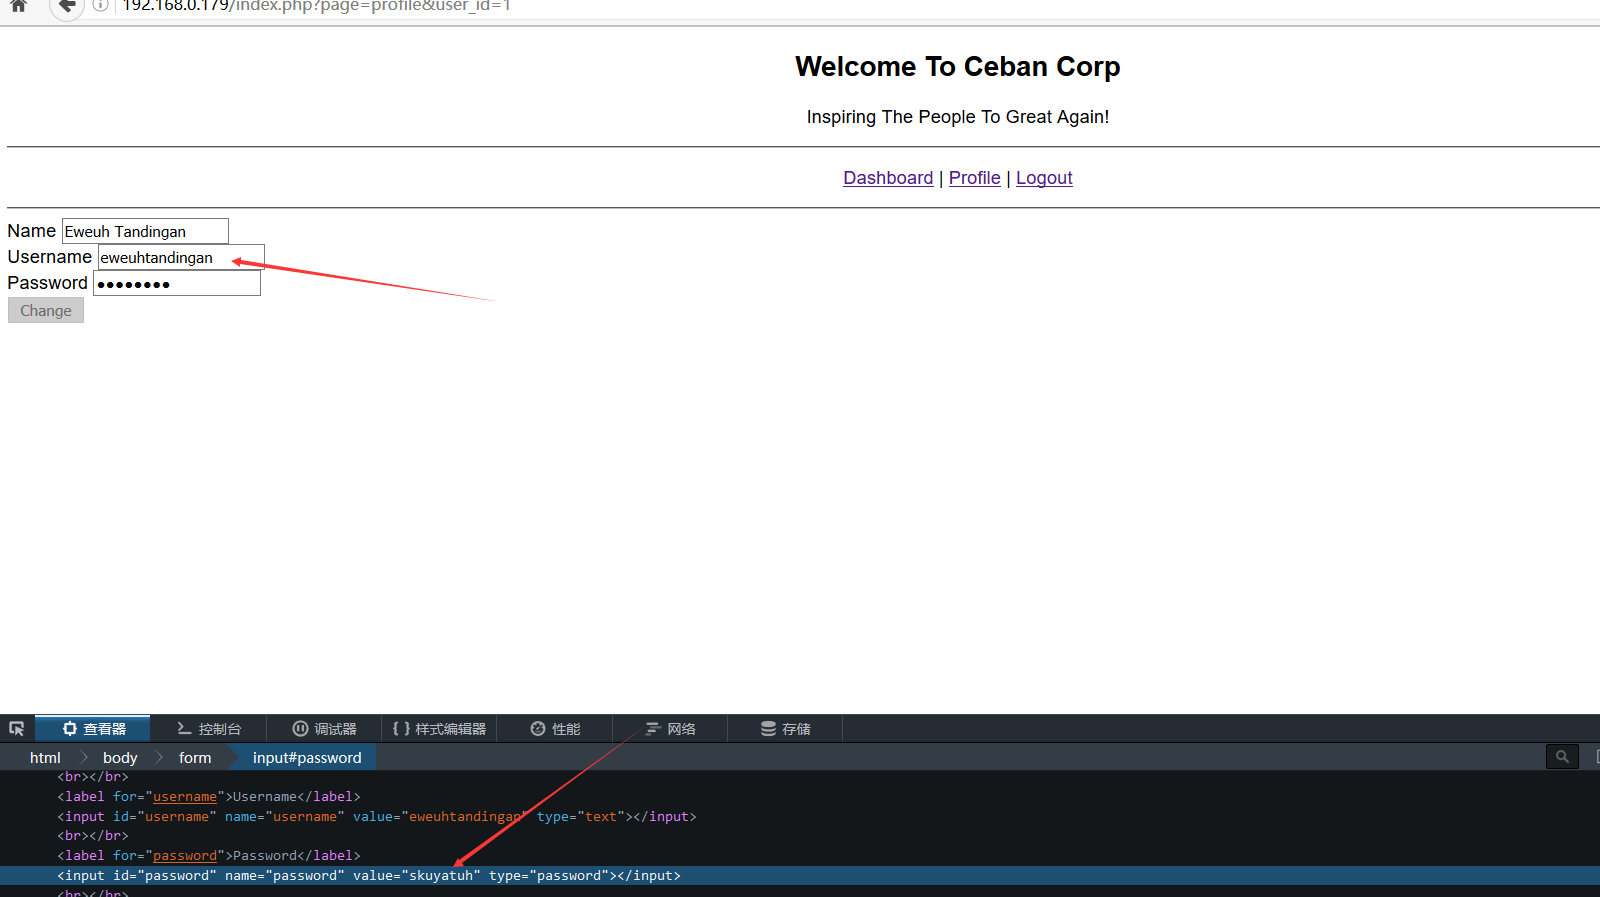 192.168.0.179/index.php?page=profile&user_id=1
Welcome To Ceban Corp
Inspiring The People To Great Again!
Dashboard | Profile | Logout
Name Eweuh Tandingan
Username eweuhtandingan
Password ••••••••
Change
查看器 控制台 调试器 { } 样式编辑器 性能 网络 存储
html body form input#password
<br></br>
<label for="username">Username</label>
<input id="username" name="username" value="eweuhtandingan" type="text"></input>
<br></br>
<label for="password">Password</label>
<input id="password" name="password" value="skuyatuh" type="password"></input>
<br></br>